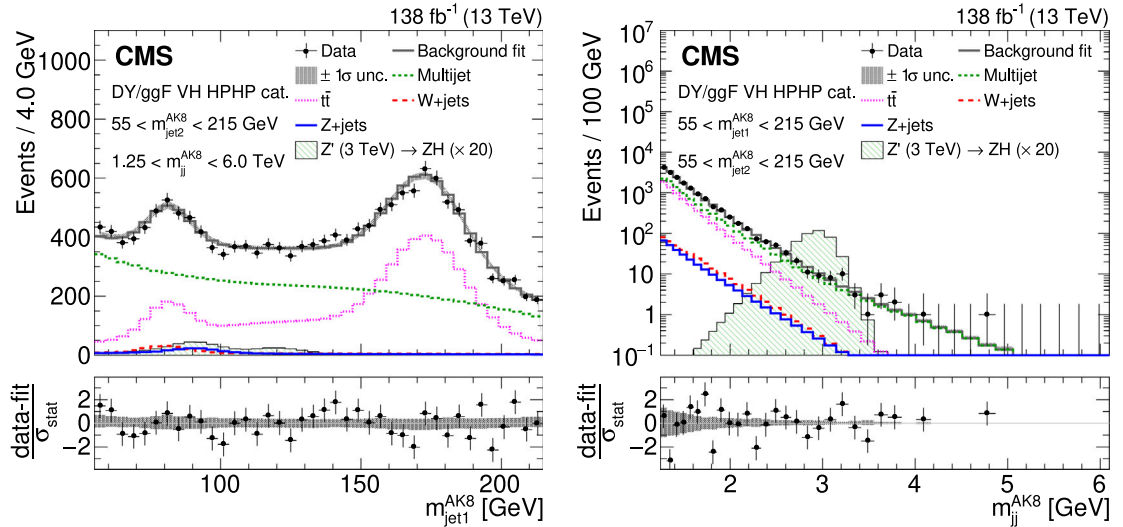 138 fb⁻¹ (13 TeV)
CMS
Data
Background fit
± 1σ unc.
Multijet
tt̄
W+jets
Z+jets
Z' (3 TeV) → ZH (× 20)
DY/ggF VH HPHP cat.
55 < m_jet2^AK8 < 215 GeV
1.25 < m_jj^AK8 < 6.0 TeV
Events / 4.0 GeV
1000
800
600
400
200
0
data-fit
σ_stat
2
0
−2
100
150
200
m_jet1^AK8 [GeV]
138 fb⁻¹ (13 TeV)
CMS
Data
Background fit
± 1σ unc.
Multijet
tt̄
W+jets
Z+jets
Z' (3 TeV) → ZH (× 20)
DY/ggF VH HPHP cat.
55 < m_jet1^AK8 < 215 GeV
55 < m_jet2^AK8 < 215 GeV
Events / 100 GeV
10⁷
10⁶
10⁵
10⁴
10³
10²
10
1
10⁻¹
data-fit
σ_stat
2
0
−2
2
3
4
5
6
m_jj^AK8 [GeV]